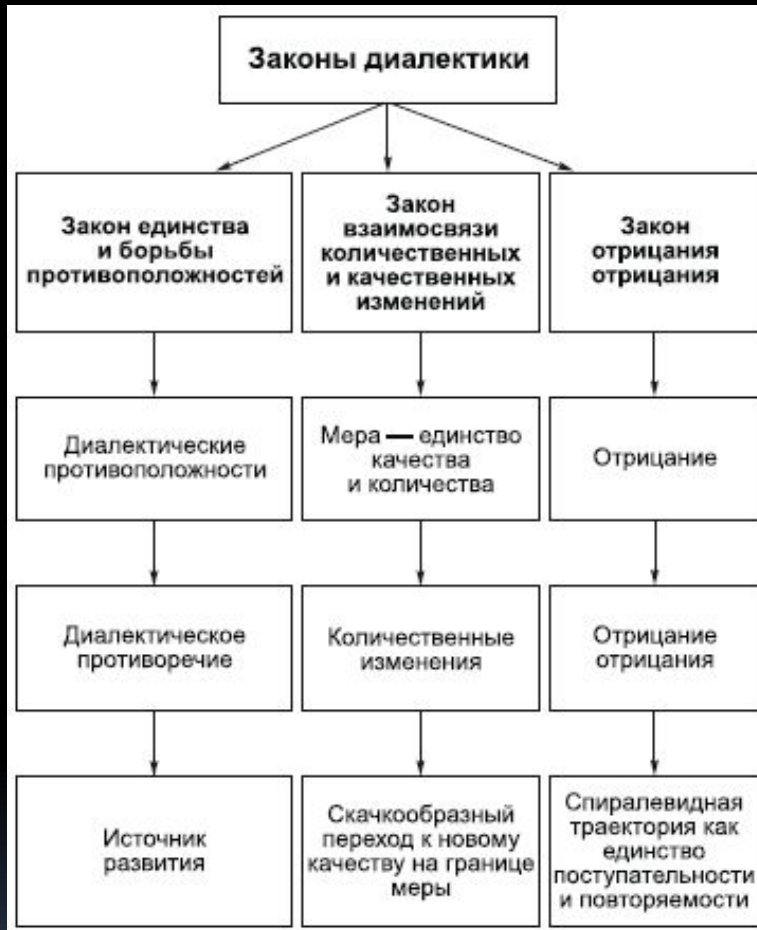 Законы диалектики
Закон единства
и борьбы
противоположностей
Закон
взаимосвязи
количественных
и качественных
изменений
Закон
отрицания
отрицания
Диалектические
противоположности
Мера — единство
качества
и количества
Отрицание
Диалектическое
противоречие
Количественные
изменения
Отрицание
отрицания
Источник
развития
Скачкообразный
переход к новому
качеству на границе
меры
Спиралевидная
траектория как
единство
поступательности
и повторяемости